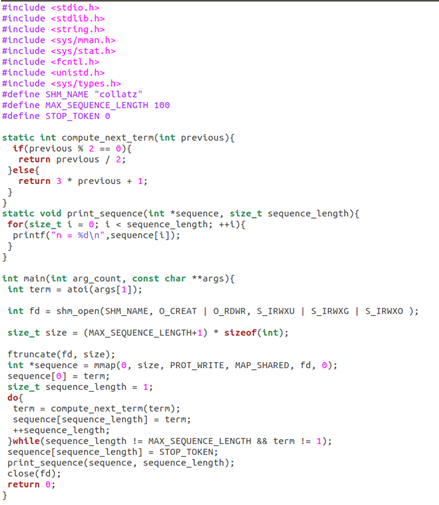 #include <stdio.h>
#include <stdlib.h>
#include <string.h>
#include <sys/mman.h>
#include <sys/stat.h>
#include <fcntl.h>
#include <unistd.h>
#include <sys/types.h>
#define SHM_NAME "collatz"
#define MAX_SEQUENCE_LENGTH 100
#define STOP_TOKEN 0

static int compute_next_term(int previous){
  if(previous % 2 == 0){
   return previous / 2;
 }else{
   return 3 * previous + 1;
 }
}
static void print_sequence(int *sequence, size_t sequence_length){
 for(size_t i = 0; i < sequence_length; ++i){
  printf("n = %d\n",sequence[i]);
 }
}

int main(int arg_count, const char **args){
 int term = atoi(args[1]);

 int fd = shm_open(SHM_NAME, O_CREAT | O_RDWR, S_IRWXU | S_IRWXG | S_IRWXO );

 size_t size = (MAX_SEQUENCE_LENGTH+1) * sizeof(int);

 ftruncate(fd, size);
 int *sequence = mmap(0, size, PROT_WRITE, MAP_SHARED, fd, 0);
 sequence[0] = term;
 size_t sequence_length = 1;
 do{
  term = compute_next_term(term);
  sequence[sequence_length] = term;
  ++sequence_length;
 }while(sequence_length != MAX_SEQUENCE_LENGTH && term != 1);
 sequence[sequence_length] = STOP_TOKEN;
 print_sequence(sequence, sequence_length);
 close(fd);
 return 0;
}